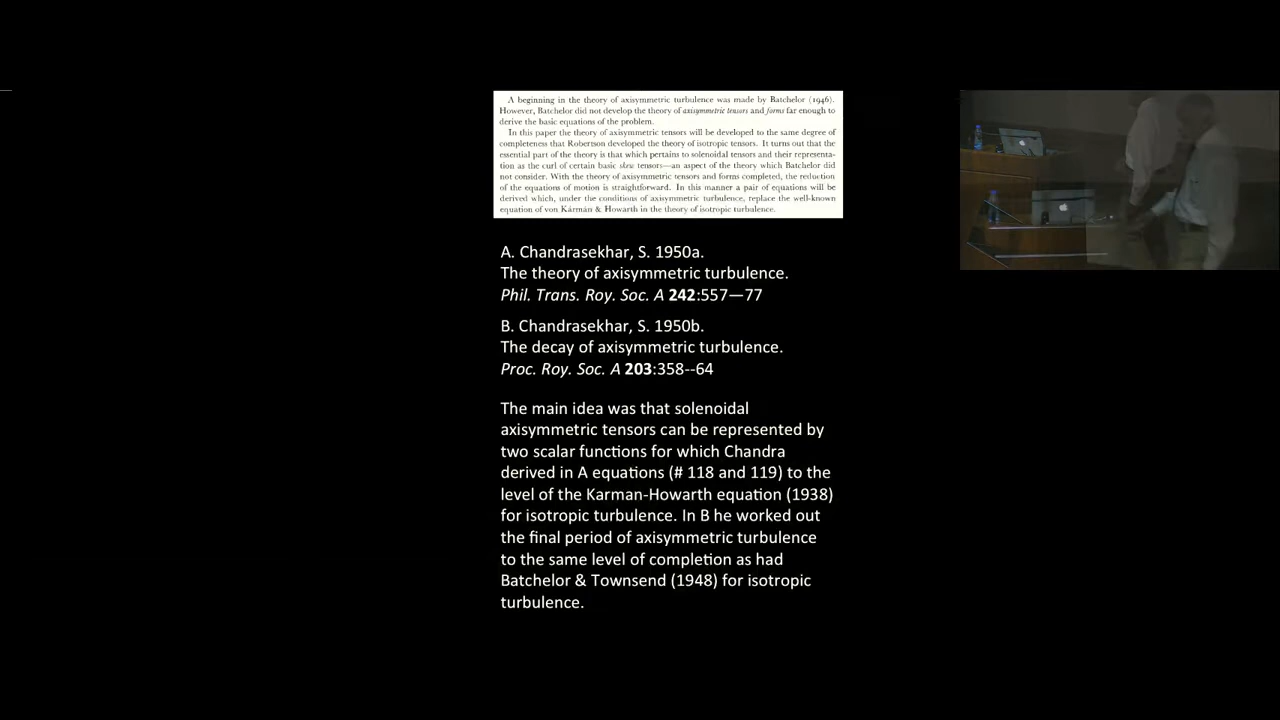 A beginning in the theory of axisymmetric turbulence was made by Batchelor (1946).
However, Batchelor did not develop the theory of axisymmetric tensors and forms far enough to
derive the basic equations of the problem.
In this paper the theory of axisymmetric tensors will be developed to the same degree of
completeness that Robertson developed the theory of isotropic tensors. It turns out that the
essential part of the theory is that which pertains to solenoidal tensors and their representa-
tion as the curl of certain basic skew tensors—an aspect of the theory which Batchelor did
not consider. With the theory of axisymmetric tensors and forms completed, the reduction
of the equations of motion is straightforward. In this manner a pair of equations will be
derived which, under the conditions of axisymmetric turbulence, replace the well-known
equation of von Kármán & Howarth in the theory of isotropic turbulence.
A. Chandrasekhar, S. 1950a.
The theory of axisymmetric turbulence.
Phil. Trans. Roy. Soc. A 242:557—77
B. Chandrasekhar, S. 1950b.
The decay of axisymmetric turbulence.
Proc. Roy. Soc. A 203:358--64
The main idea was that solenoidal
axisymmetric tensors can be represented by
two scalar functions for which Chandra
derived in A equations (# 118 and 119) to the
level of the Karman-Howarth equation (1938)
for isotropic turbulence. In B he worked out
the final period of axisymmetric turbulence
to the same level of completion as had
Batchelor & Townsend (1948) for isotropic
turbulence.